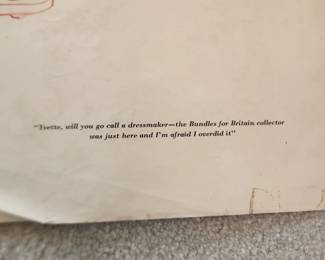 "Yvette, will you go call a dressmaker—the Bundles for Britain collector
was just here and I'm afraid I overdid it"